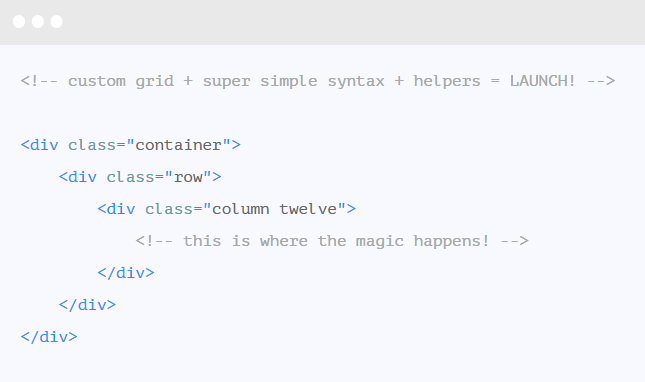 <!-- custom grid + super simple syntax + helpers = LAUNCH! -->
<div class="container">
<div class="row">
<div class="column twelve">
<!-- this is where the magic happens! -->
</div>
</div>
</div>